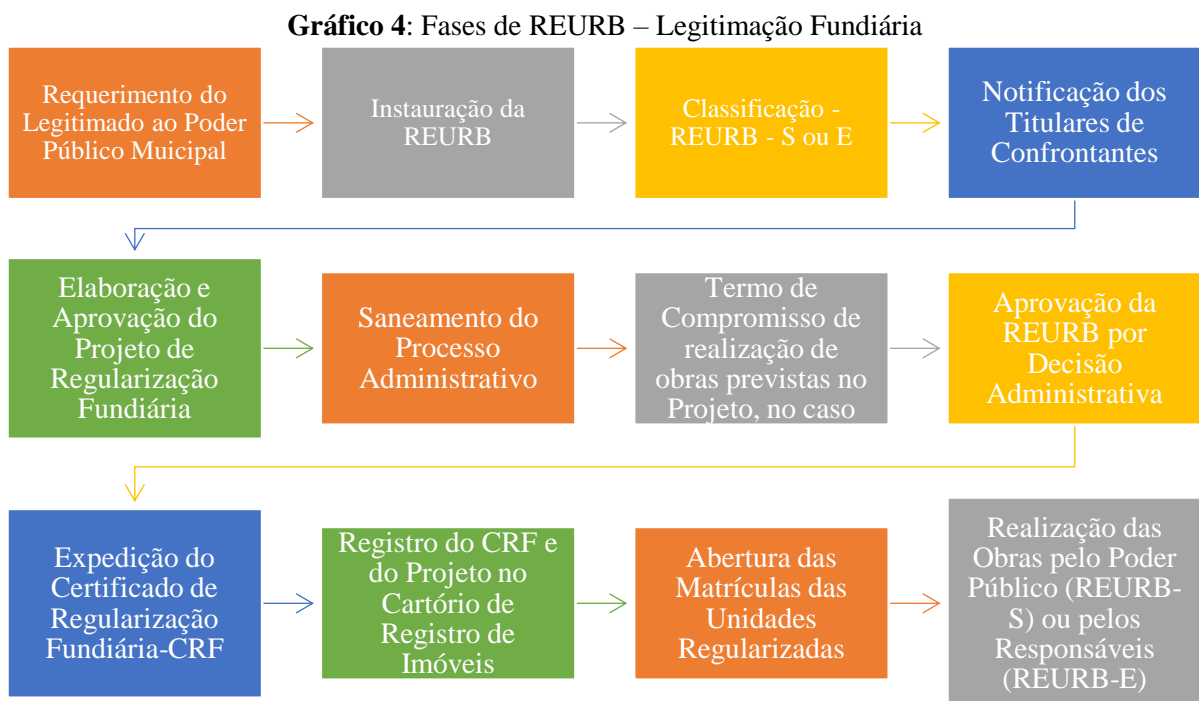 Gráfico 4: Fases de REURB – Legitimação Fundiária
Requerimento do
Legitimado ao Poder
Público Muicipal
Instauração da
REURB
Classificação -
REURB - S ou E
Notificação dos
Titulares de
Confrontantes
Elaboração e
Aprovação do
Projeto de
Regularização
Fundiária
Saneamento do
Processo
Administrativo
Termo de
Compromisso de
realização de
obras previstas no
Projeto, no caso
Aprovação da
REURB por
Decisão
Administrativa
Expedição do
Certificado de
Regularização
Fundiária-CRF
Registro do CRF e
do Projeto no
Cartório de
Registro de
Imóveis
Abertura das
Matrículas das
Unidades
Regularizadas
Realização das
Obras pelo Poder
Público (REURB-
S) ou pelos
Responsáveis
(REURB-E)